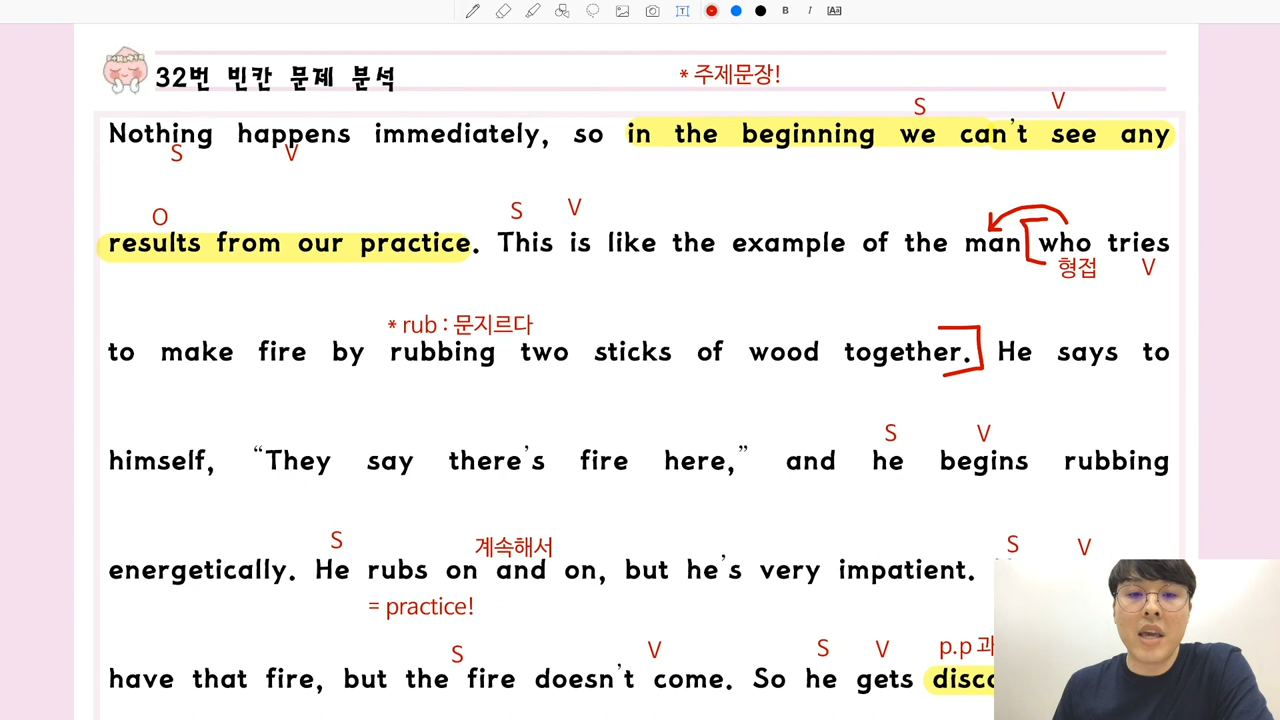 B I Aa
32번 빈칸 문제 분석
* 주제문장!
S V
Nothing happens immediately, so in the beginning we can't see any
S V
O S V
results from our practice. This is like the example of the man who tries
형접 V
* rub : 문지르다
to make fire by rubbing two sticks of wood together. He says to
S V
himself, “They say there's fire here,” and he begins rubbing
S 계속해서 S V
energetically. He rubs on and on, but he's very impatient.
= practice!
S V S V p.p
have that fire, but the fire doesn't come. So he gets